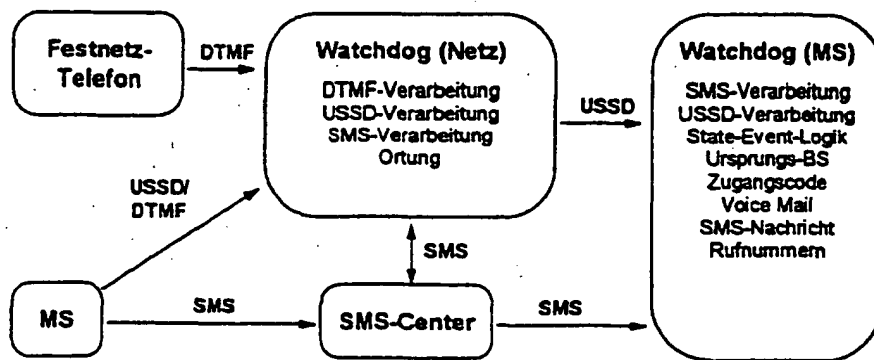 Festnetz-
Telefon
DTMF
Watchdog (Netz)
DTMF-Verarbeitung
USSD-Verarbeitung
SMS-Verarbeitung
Ortung
USSD
Watchdog (MS)
SMS-Verarbeitung
USSD-Verarbeitung
State-Event-Logik
Ursprungs-BS
Zugangscode
Voice Mail
SMS-Nachricht
Rufnummern
USSD/
DTMF
SMS
MS
SMS
SMS-Center
SMS